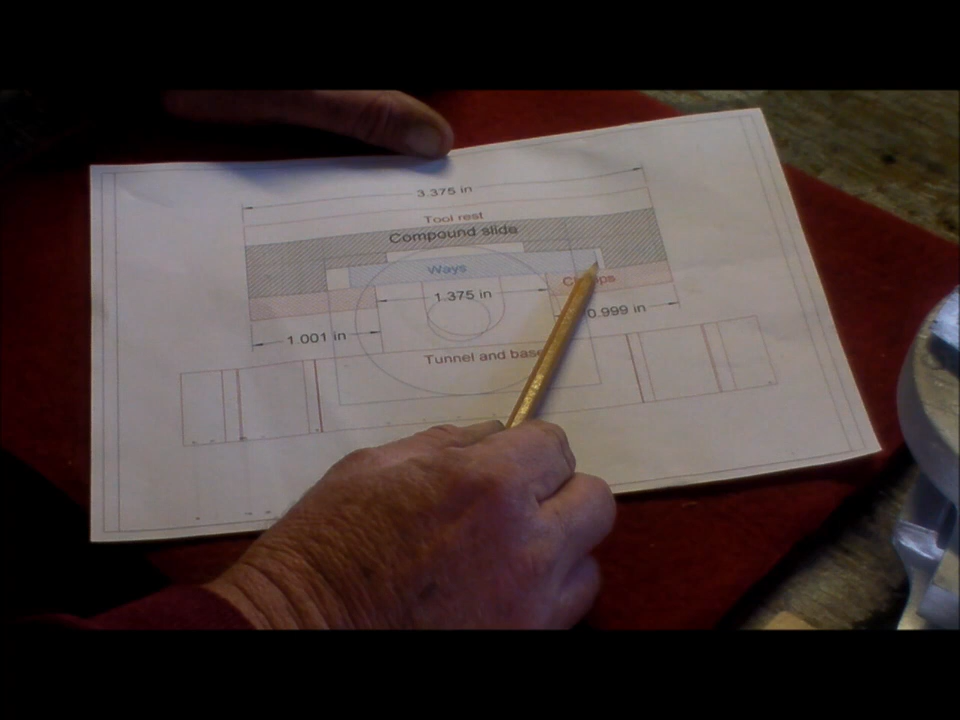 3.375 in
Tool rest
Compound slide
Ways
1.375 in
0.999 in
1.001 in
Tunnel and base